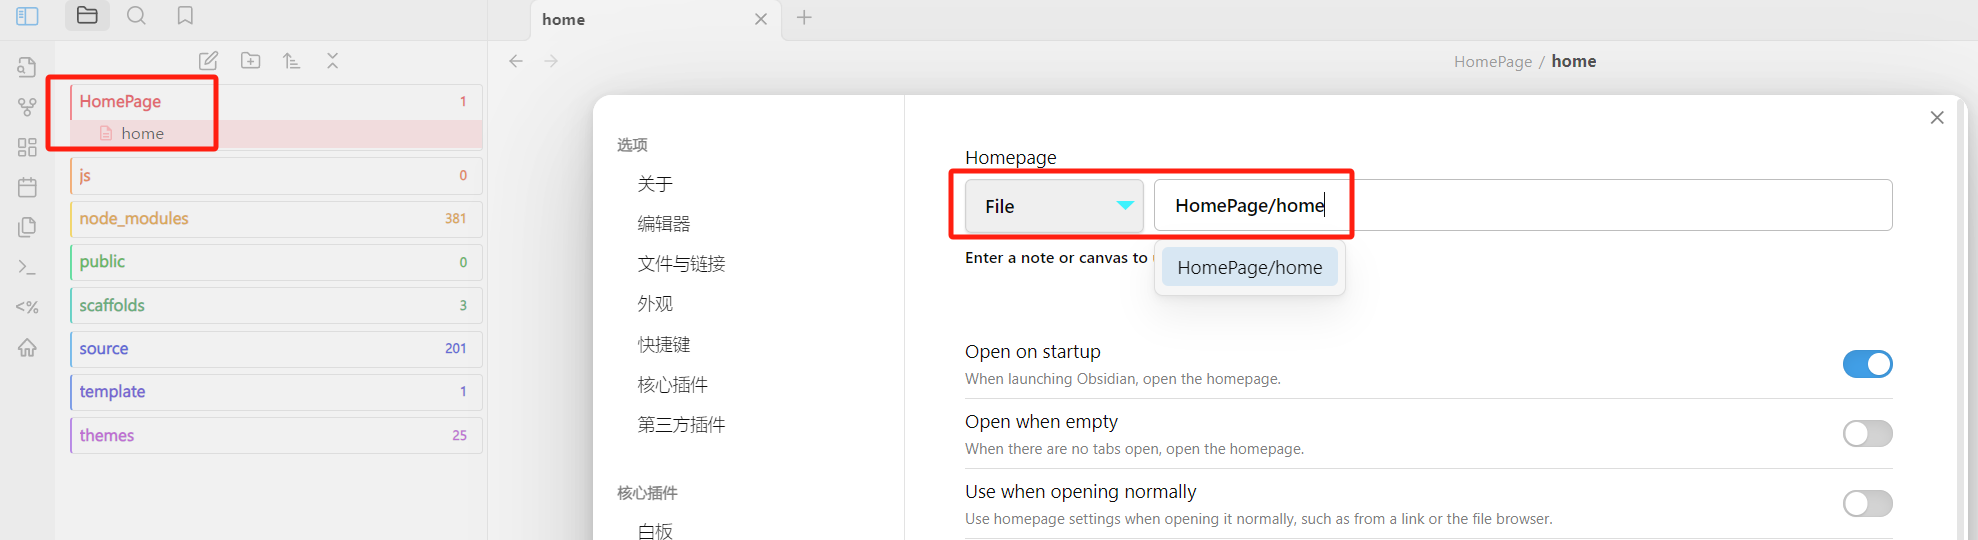 home
HomePage / home
HomePage 1
home
js 0
node_modules 381
public 0
scaffolds 3
source 201
template 1
themes 25
<%
选项
关于
编辑器
文件与链接
外观
快捷键
核心插件
第三方插件
核心插件
白板
Homepage
File
HomePage/home
Enter a note or canvas to
HomePage/home
Open on startup
When launching Obsidian, open the homepage.
Open when empty
When there are no tabs open, open the homepage.
Use when opening normally
Use homepage settings when opening it normally, such as from a link or the file browser.